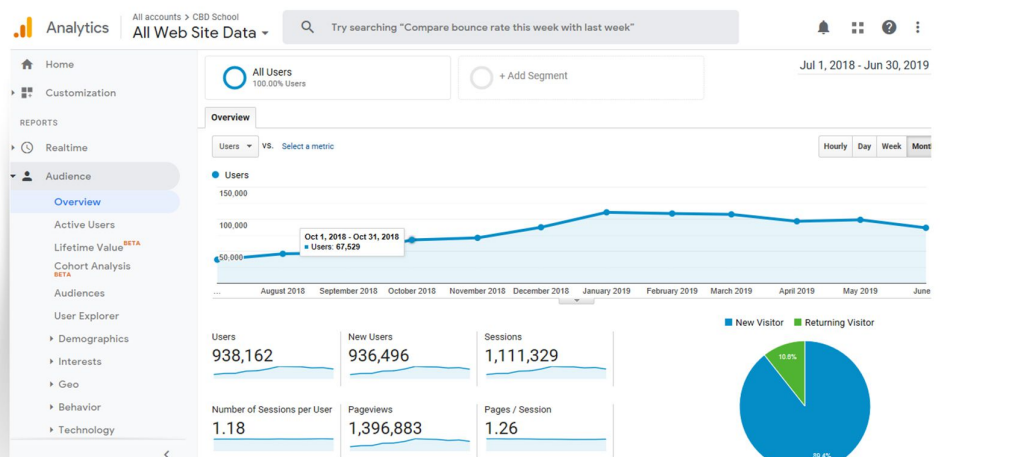 Analytics
All accounts > CBD School
All Web Site Data
Try searching "Compare bounce rate this week with last week"
Home
Customization
REPORTS
Realtime
Audience
Overview
Active Users
Lifetime Value BETA
Cohort Analysis
BETA
Audiences
User Explorer
Demographics
Interests
Geo
Behavior
Technology
All Users
100.00% Users
+ Add Segment
Jul 1, 2018 - Jun 30, 2019
Overview
Users VS. Select a metric
Hourly Day Week
Users
150,000
100,000
50,000
Oct 1, 2018 - Oct 31, 2018
Users: 67,529
... August 2018 September 2018 October 2018 November 2018 December 2018 January 2019 February 2019 March 2019 April 2019 May 2019 June
New Visitor Returning Visitor
Users New Users Sessions
938,162 936,496 1,111,329
Number of Sessions per User Pageviews Pages / Session
1.18 1,396,883 1.26
10.6%
89.4%